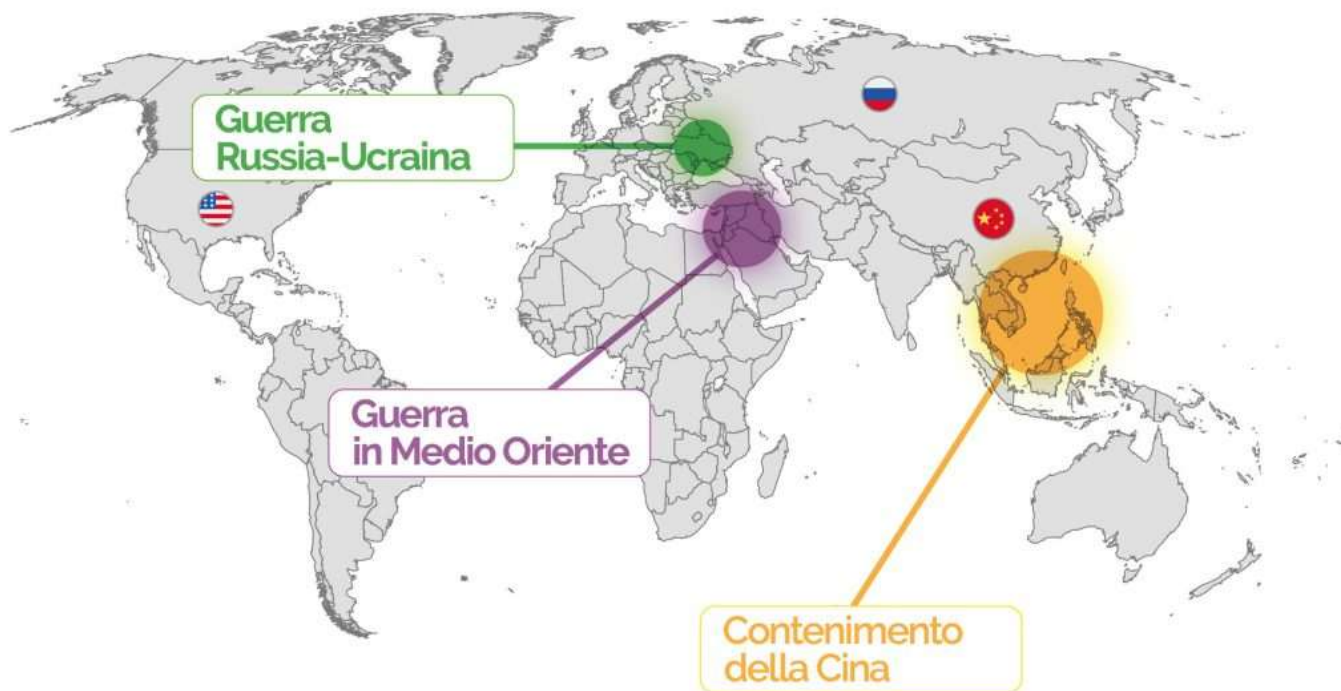 Guerra
Russia-Ucraina
Guerra
in Medio Oriente
Contenimento
della Cina